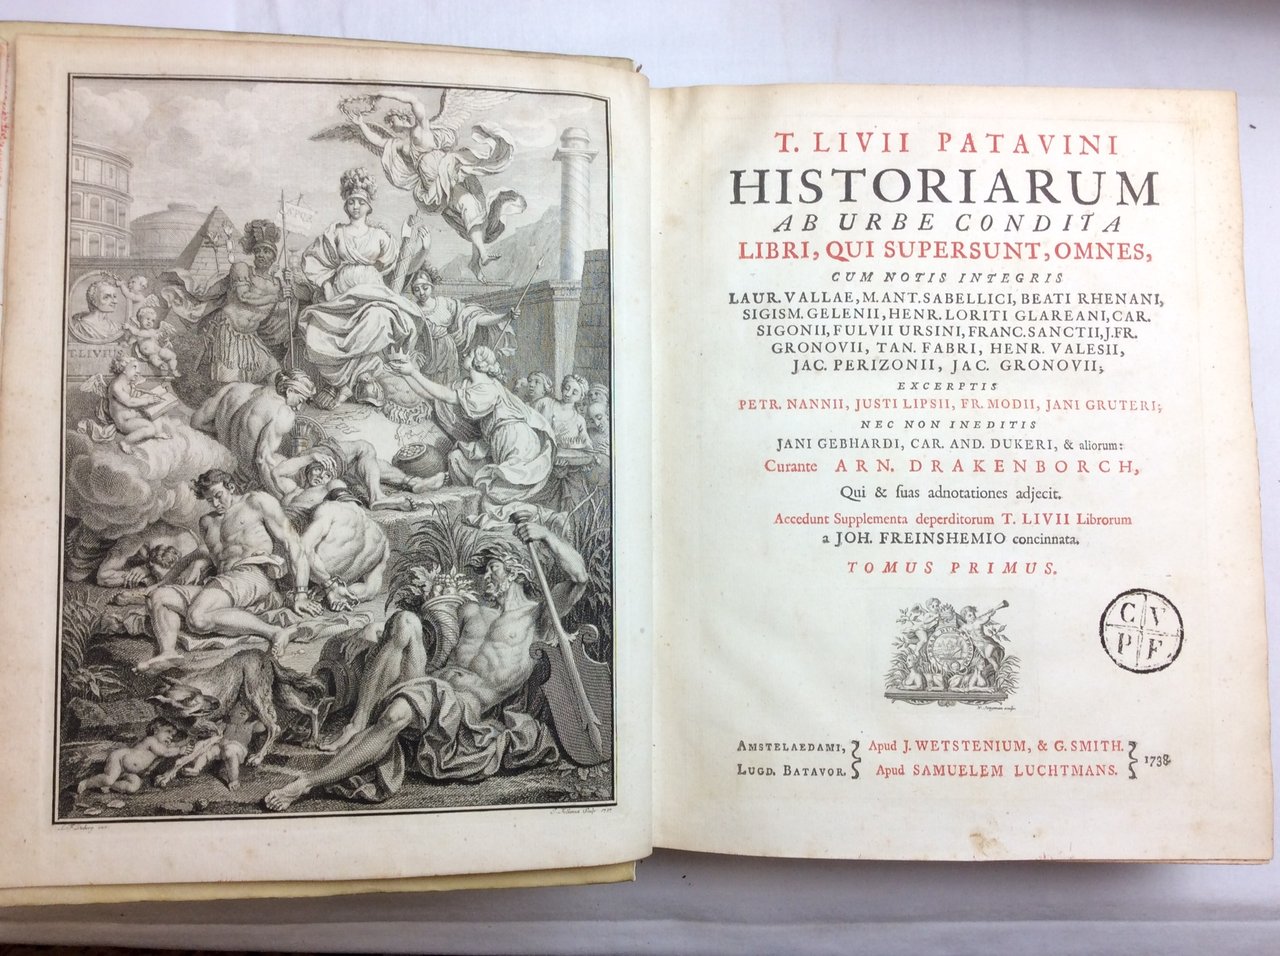 SPQR
T. LIVIUS
T. LIVII PATAVINI
HISTORIARUM
AB URBE CONDITA
LIBRI, QUI SUPERSUNT, OMNES,
CUM NOTIS INTEGRIS
LAUR. VALLAE, M. ANT. SABELLICI, BEATI RHENANI,
SIGISM. GELENII, HENR. LORITI GLAREANI, CAR.
SIGONII, FULVII URSINI, FRANC. SANCTII, J. FR.
GRONOVII, TAN. FABRI, HENR. VALESII,
JAC. PERIZONII, JAC. GRONOVII;
EXCERPTIS
PETR. NANNII, JUSTI LIPSII, FR. MODII, JANI GRUTERI;
NEC NON INEDITIS
JANI GEBHARDI, CAR. AND. DUKERI, & aliorum:
Curante ARN. DRAKENBORCH,
Qui & suas adnotationes adjecit.
Accedunt Supplementa deperditorum T. LIVII Librorum
a JOH. FREINSHEMIO concinnata.
TOMUS PRIMUS.
C V
P F
AMSTELAEDAMI, Apud J. WETSTENIUM, & G. SMITH.
LUGD. BATAVOR. Apud SAMUELEM LUCHTMANS.
1738